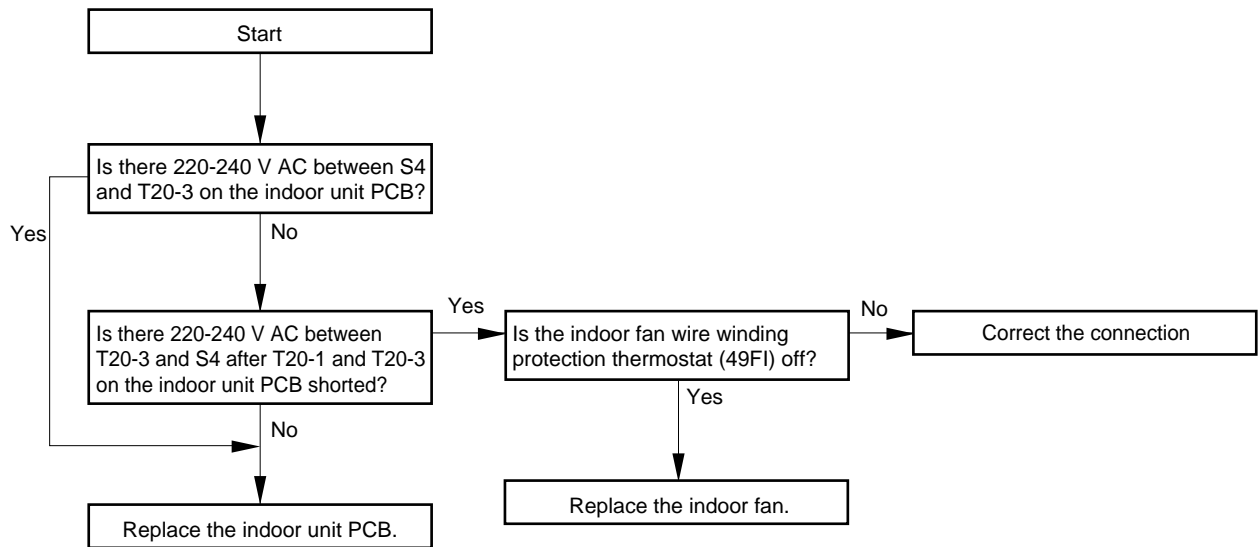 Start
Is there 220-240 V AC between S4
and T20-3 on the indoor unit PCB?
Yes
No
Is there 220-240 V AC between
T20-3 and S4 after T20-1 and T20-3
on the indoor unit PCB shorted?
Yes
Is the indoor fan wire winding
protection thermostat (49FI) off?
No
Correct the connection
No
Yes
Replace the indoor unit PCB.
Replace the indoor fan.